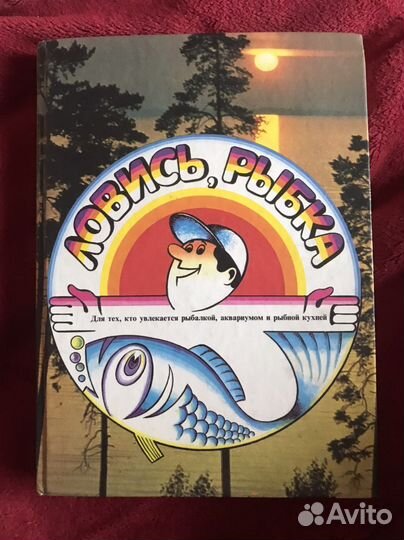 ЛОВИСЬ, РЫБКА
Для тех, кто увлекается рыбалкой, аквариумом и рыбной кухней
Avito